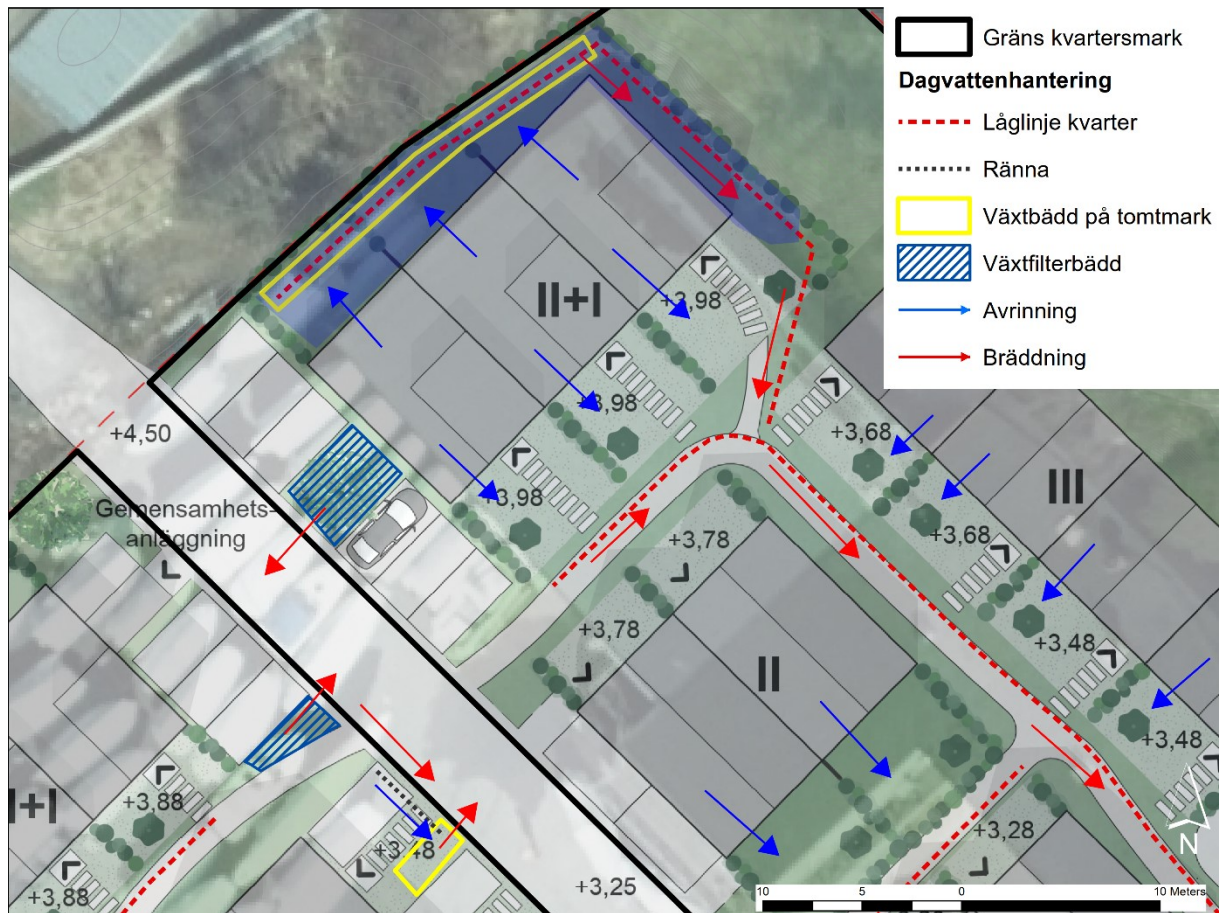 Gräns kvartersmark
Dagvattenhantering
Låglinje kvarter
Ränna
Växtbädd på tomtmark
Växtfilterbädd
Avrinning
Bräddning
II+I
+3,98
+3,98
+3,98
+4,50
Gemensamhets-
anläggning
+3,68
+3,68
III
+3,48
+3,48
+3,78
+3,78
II
+3,28
I+I
+3,88
+3,88
+3,48
+3,25
N
10 5 0 10 Meters